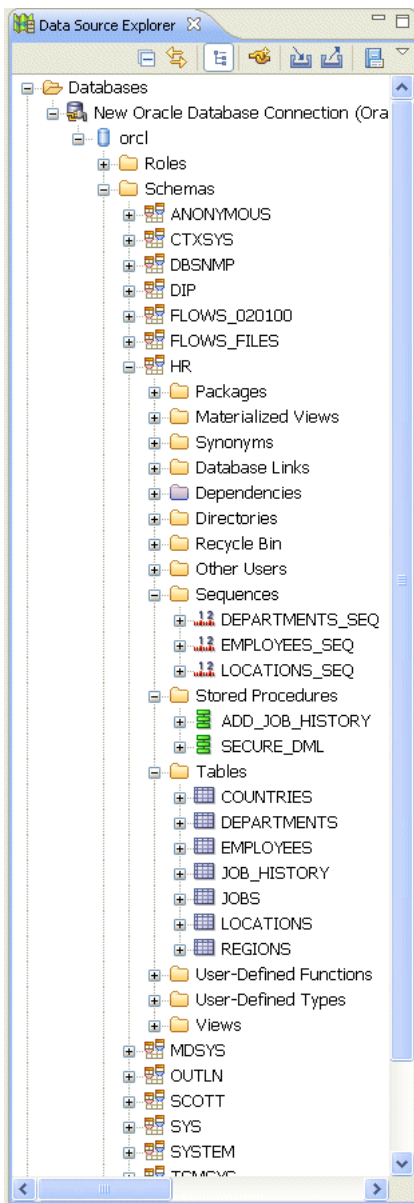 Data Source Explorer
Databases
New Oracle Database Connection (Ora
orcl
Roles
Schemas
ANONYMOUS
CTXSYS
DBSNMP
DIP
FLOWS_020100
FLOWS_FILES
HR
Packages
Materialized Views
Synonyms
Database Links
Dependencies
Directories
Recycle Bin
Other Users
Sequences
DEPARTMENTS_SEQ
EMPLOYEES_SEQ
LOCATIONS_SEQ
Stored Procedures
ADD_JOB_HISTORY
SECURE_DML
Tables
COUNTRIES
DEPARTMENTS
EMPLOYEES
JOB_HISTORY
JOBS
LOCATIONS
REGIONS
User-Defined Functions
User-Defined Types
Views
MDSYS
OUTLN
SCOTT
SYS
SYSTEM